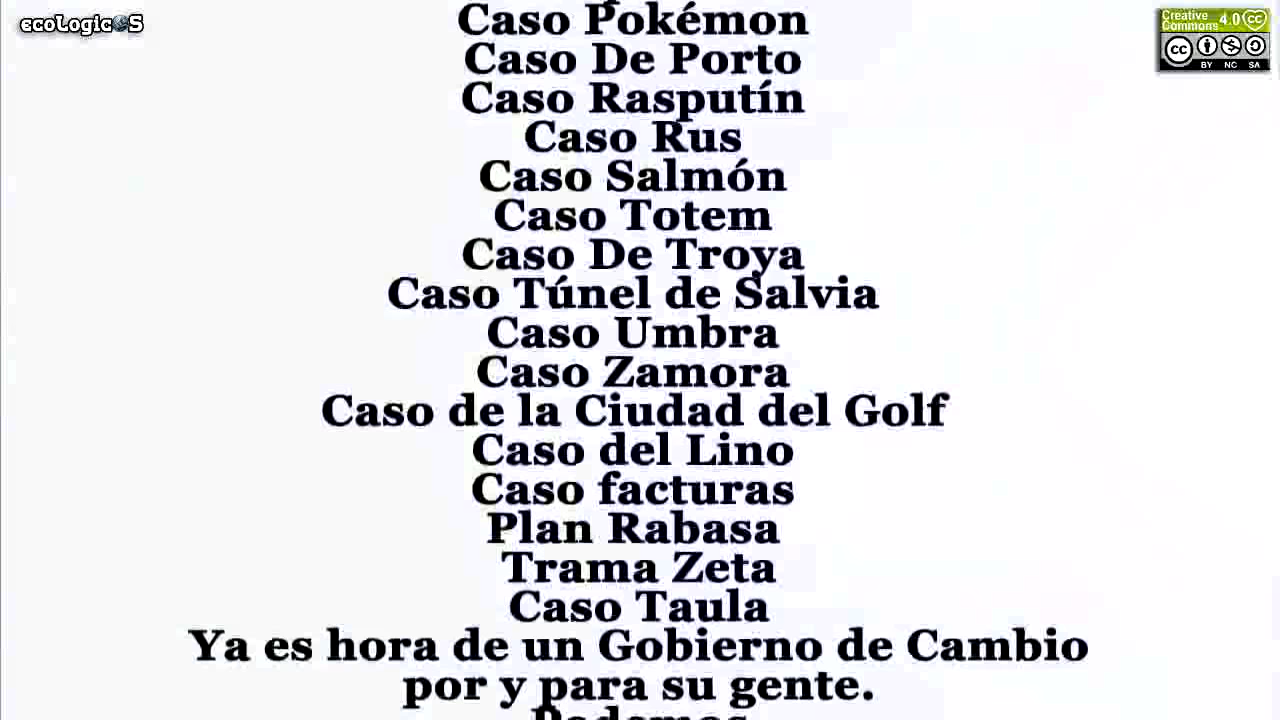 ecoLogicoS
Creative Commons 4.0 cc
cc BY NC SA
Caso Pokémon
Caso De Porto
Caso Rasputín
Caso Rus
Caso Salmón
Caso Totem
Caso De Troya
Caso Túnel de Salvia
Caso Umbra
Caso Zamora
Caso de la Ciudad del Golf
Caso del Lino
Caso facturas
Plan Rabasa
Trama Zeta
Caso Taula
Ya es hora de un Gobierno de Cambio
por y para su gente.
Podemos